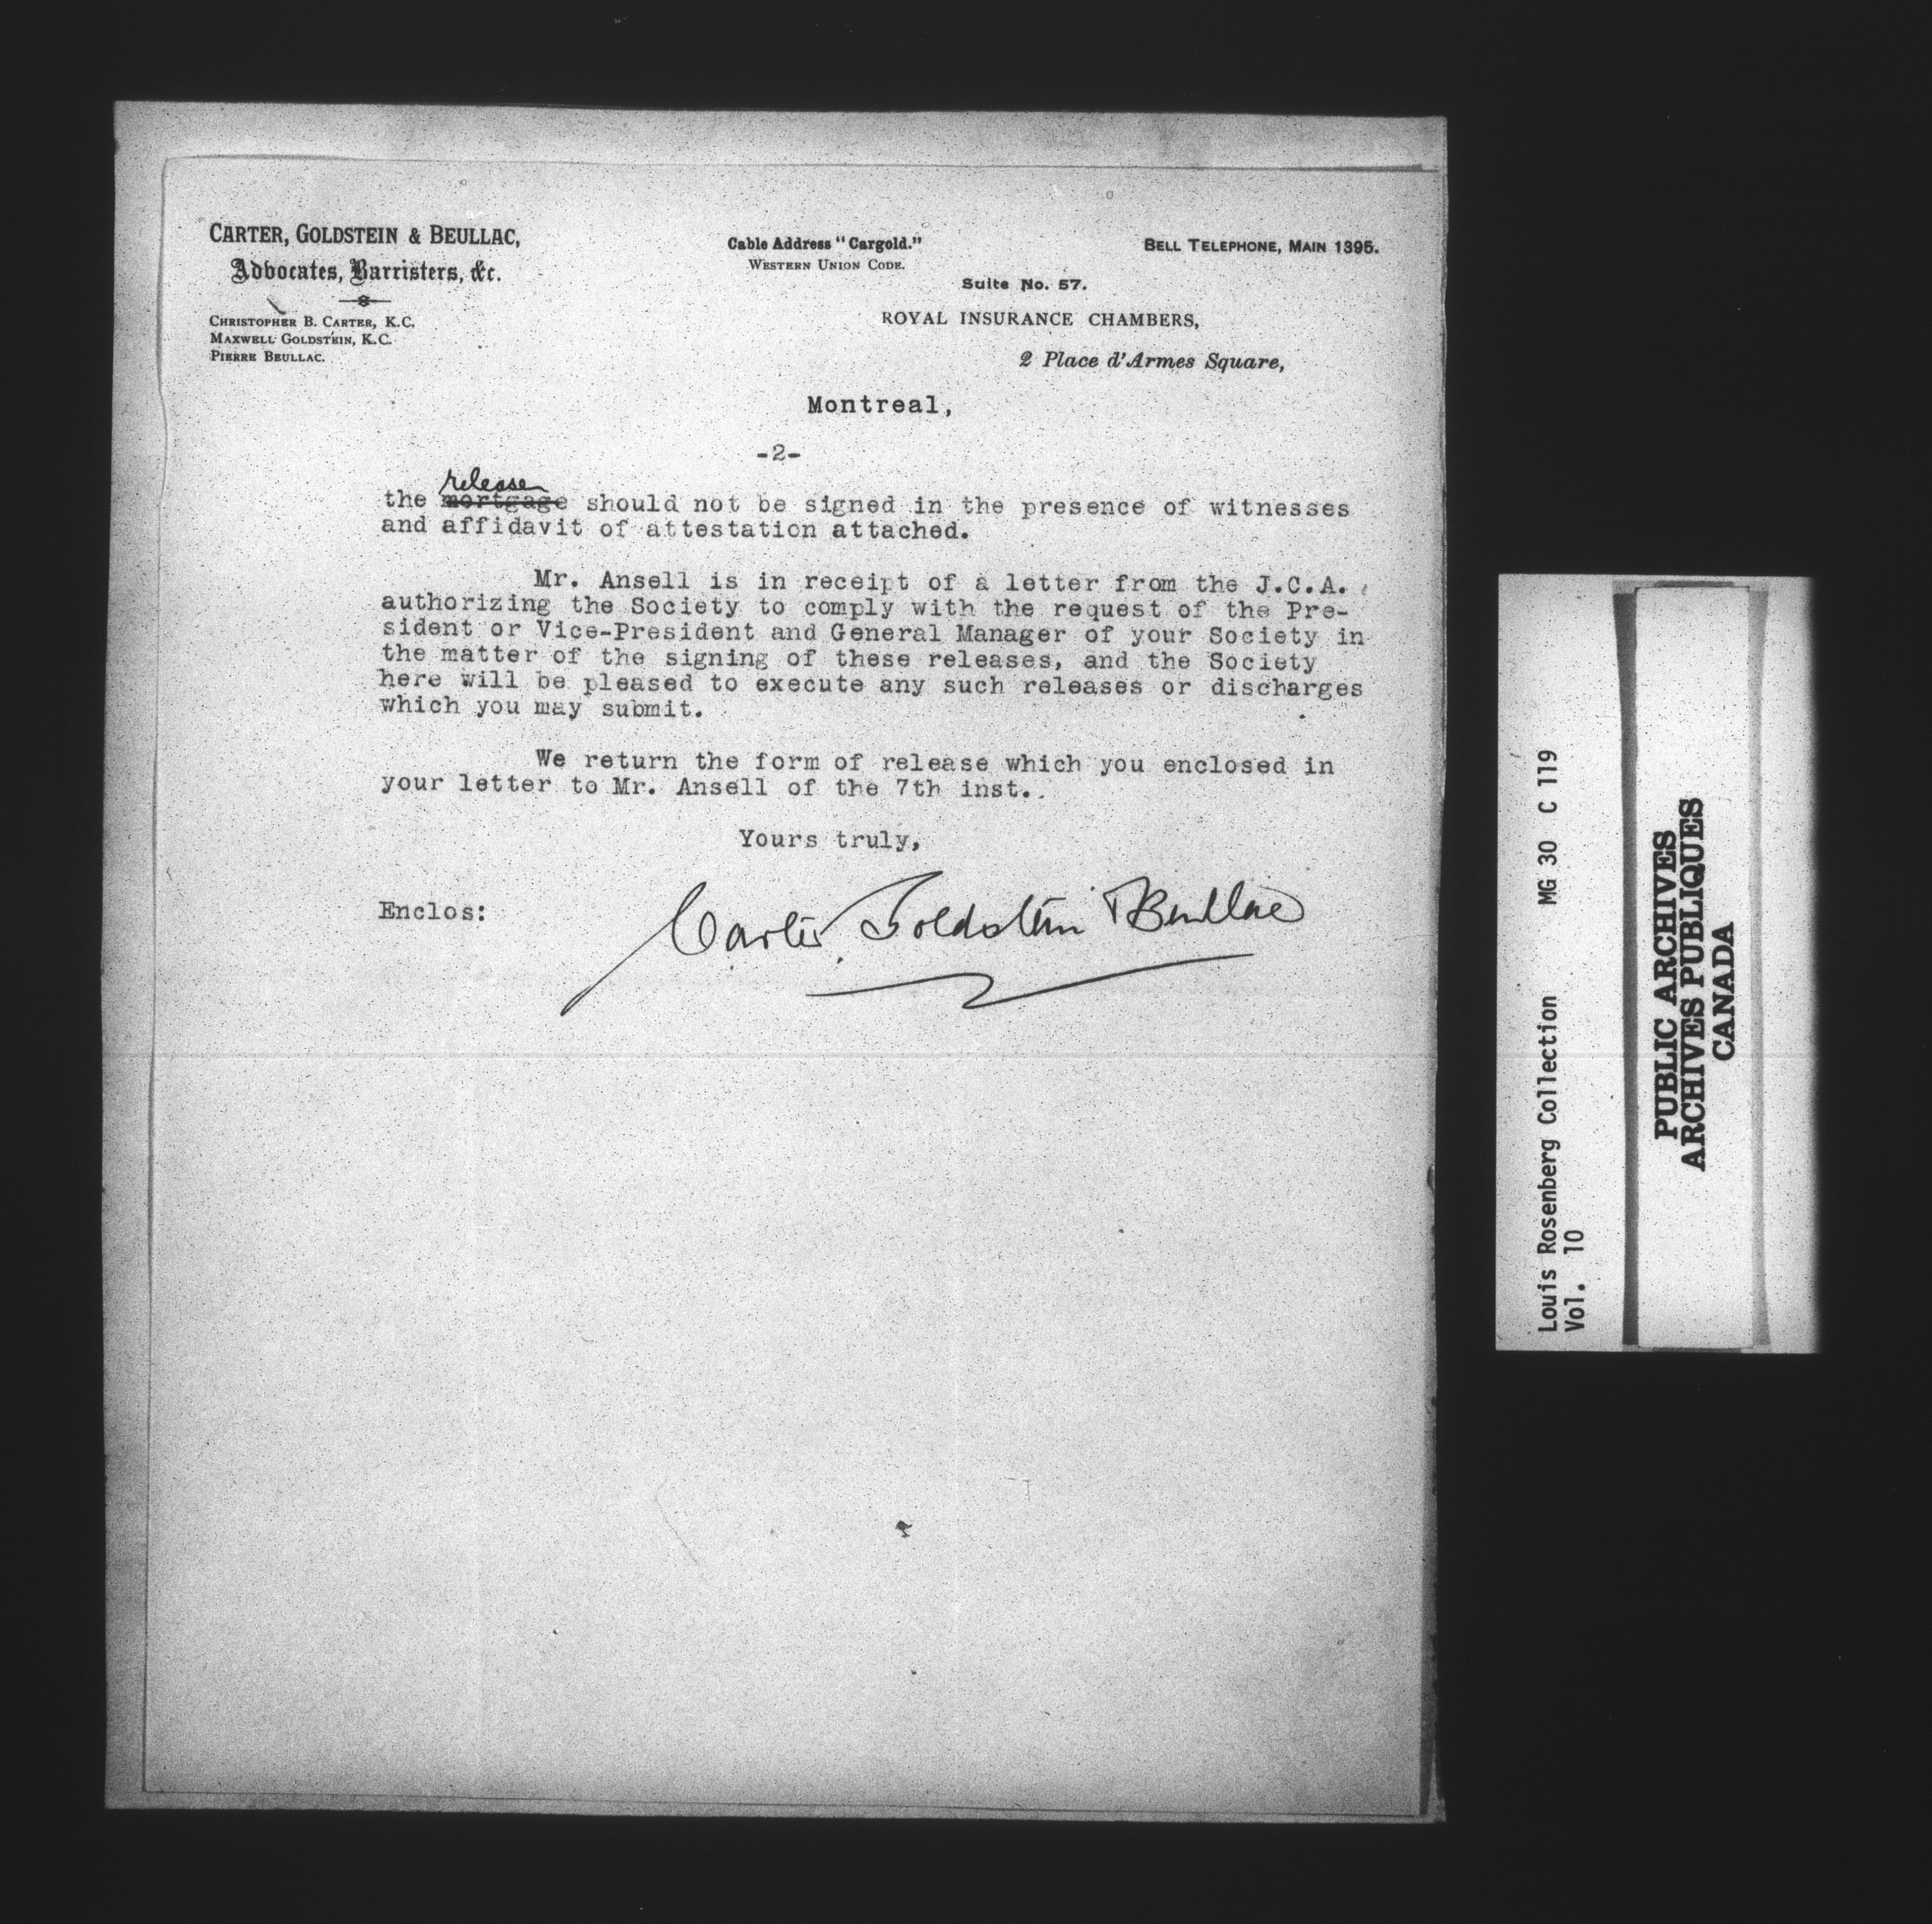 CARTER, GOLDSTEIN & BEULLAC,
Advocates, Barristers, &c.
CHRISTOPHER B. CARTER, K.C.
MAXWELL GOLDSTEIN, K.C.
PIERRE BEULLAC.
Cable Address "Cargold."
WESTERN UNION CODE.
BELL TELEPHONE, MAIN 1395.
Suite No. 57.
ROYAL INSURANCE CHAMBERS,
2 Place d'Armes Square,
Montreal,
-2-
release
the mortgage should not be signed in the presence of witnesses
and affidavit of attestation attached.
Mr. Ansell is in receipt of a letter from the J.C.A.
authorizing the Society to comply with the request of the Pre-
sident or Vice-President and General Manager of your Society in
the matter of the signing of these releases, and the Society
here will be pleased to execute any such releases or discharges
which you may submit.
We return the form of release which you enclosed in
your letter to Mr. Ansell of the 7th inst..
Yours truly,
Enclos:
Carter Goldstein Beullac
Louis Rosenberg Collection MG 30 C 119
Vol. 10
PUBLIC ARCHIVES
ARCHIVES PUBLIQUES
CANADA